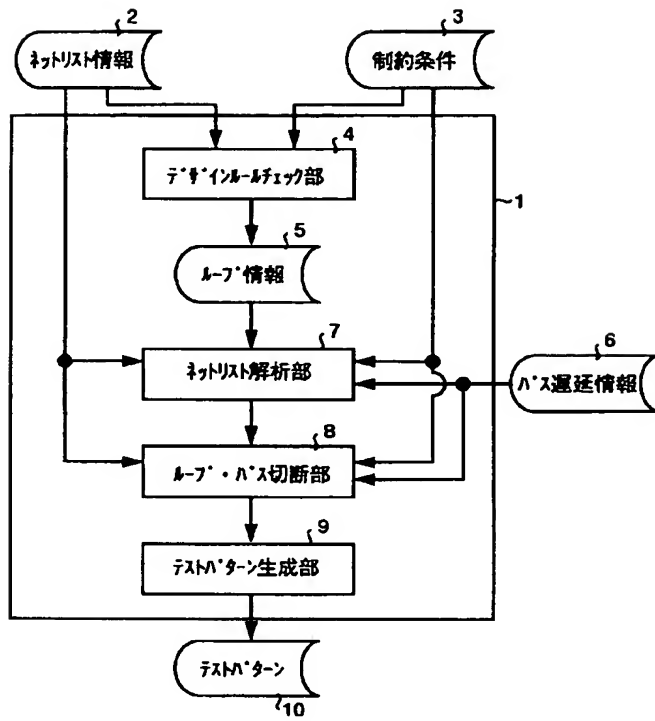 2
ネットリスト情報
3
制約条件
4
デザインルールチェック部
1
5
ループ情報
7
ネットリスト解析部
6
パス遅延情報
8
ループ・パス切断部
9
テストパターン生成部
テストパターン
10